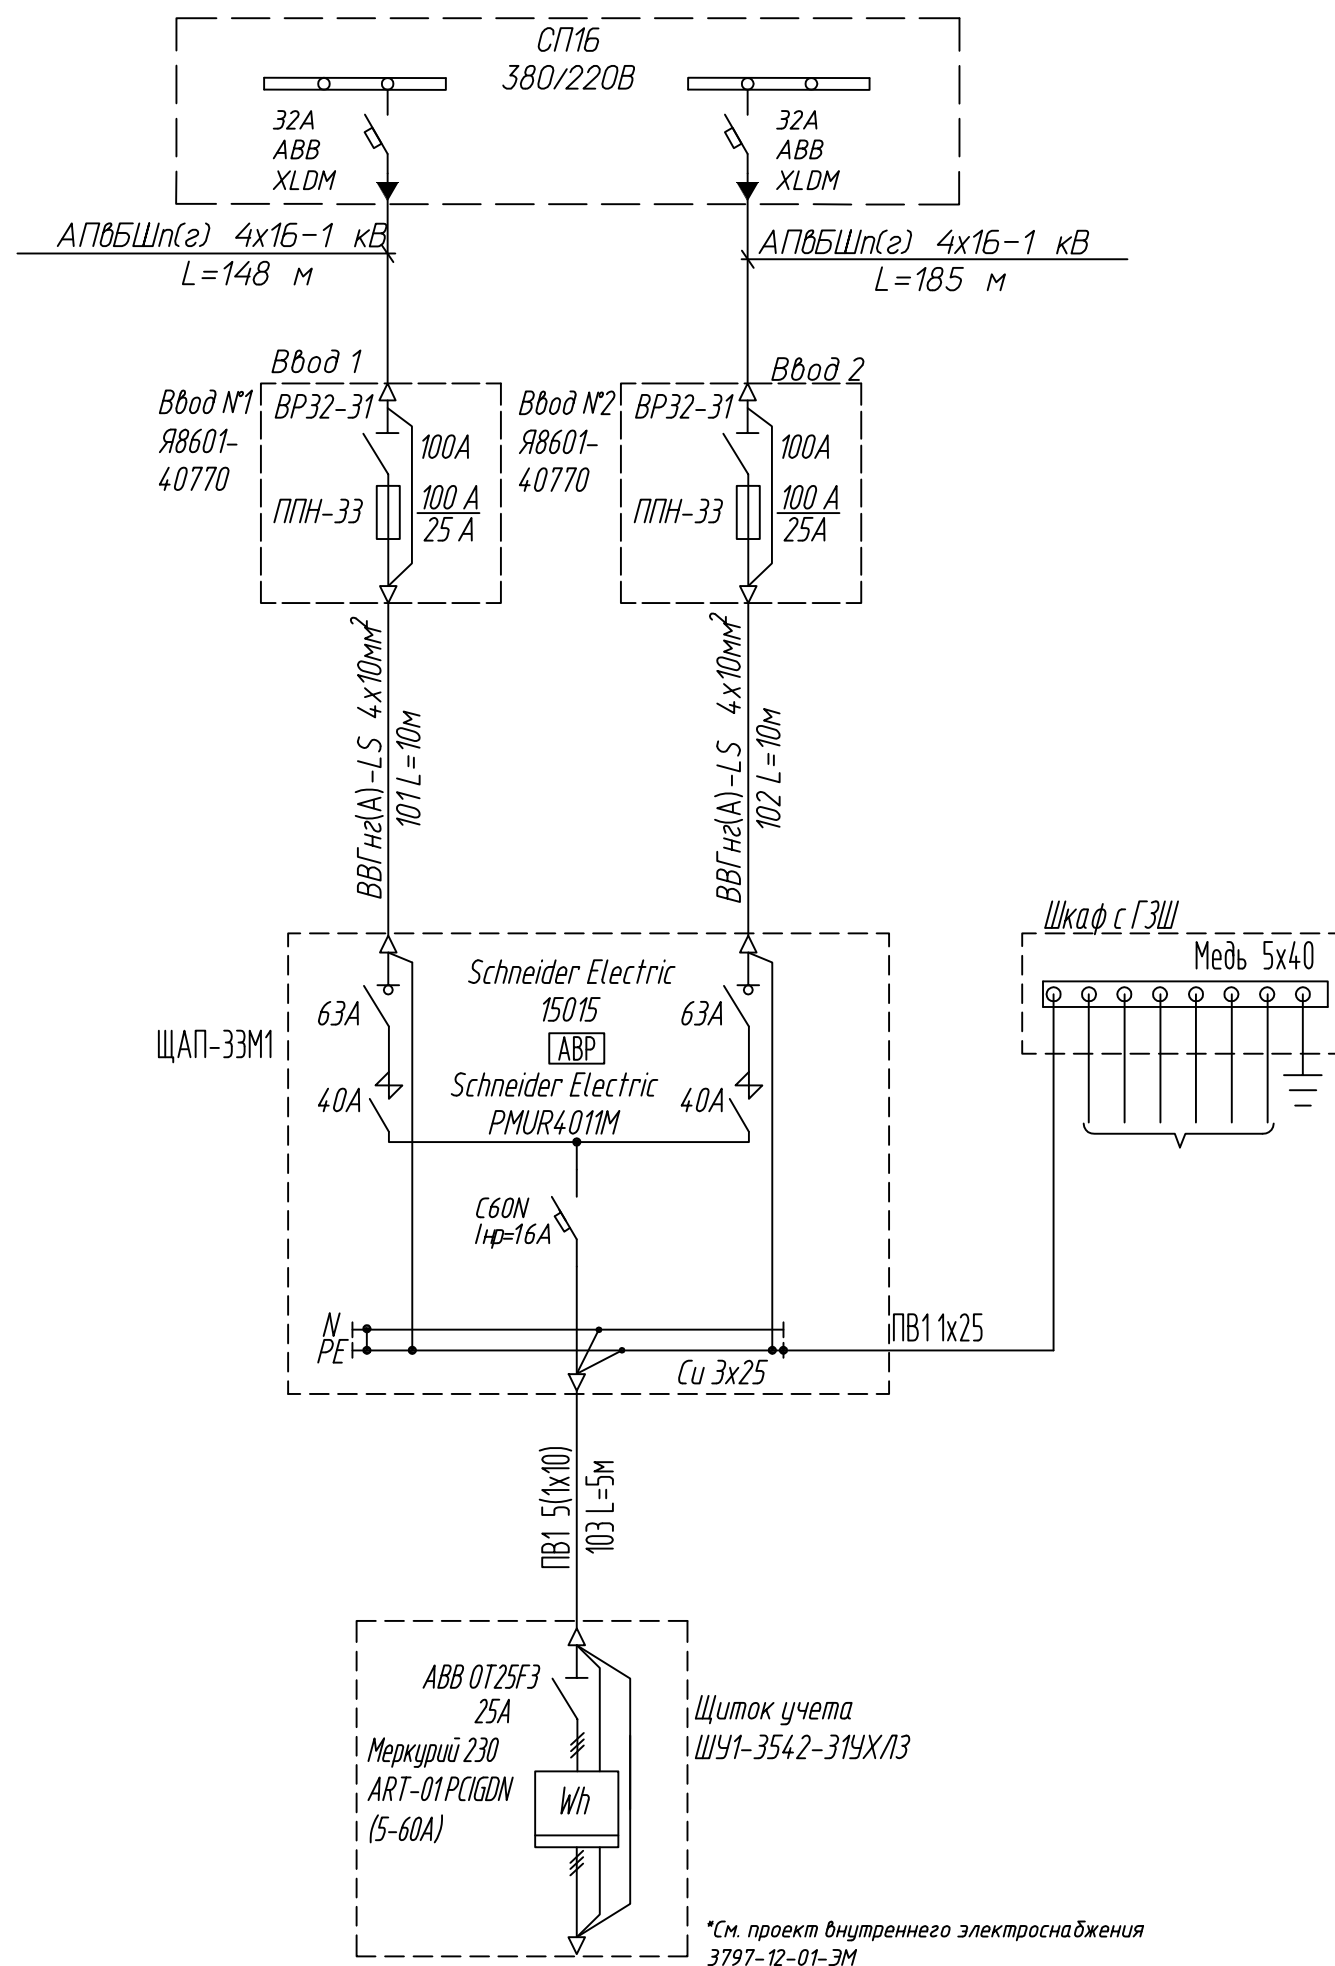 СП16
380/220В
32А
АВВ
XLDM
32А
АВВ
XLDM
АПвБШп(г) 4х16-1 кВ
L=148 м
АПвБШп(г) 4х16-1 кВ
L=185 м
Ввод 1
Ввод 2
Ввод №1
Я8601-
40770
ВР32-31
100А
ППН-33
100 А
25 А
Ввод №2
Я8601-
40770
ВР32-31
100А
ППН-33
100 А
25А
ВВГнг(А)-LS 4х10мм²
101 L=10м
ВВГнг(А)-LS 4х10мм²
102 L=10м
Шкаф с ГЗШ
Медь 5х40
ЩАП-33М1
Schneider Electric
15015
63А
63А
АВР
Schneider Electric
PMUR4011M
40А
40А
C60N
Iнр=16А
N
PE
ПВ1 1х25
Си 3х25
ПВ1 5(1х10)
103 L=5м
АВВ ОТ25F3
25А
Щиток учета
ШУ1-3542-31УХЛ3
Меркурий 230
ART-01 PCIGDN
(5-60А)
Wh
*См. проект внутреннего электроснабжения
3797-12-01-ЭМ